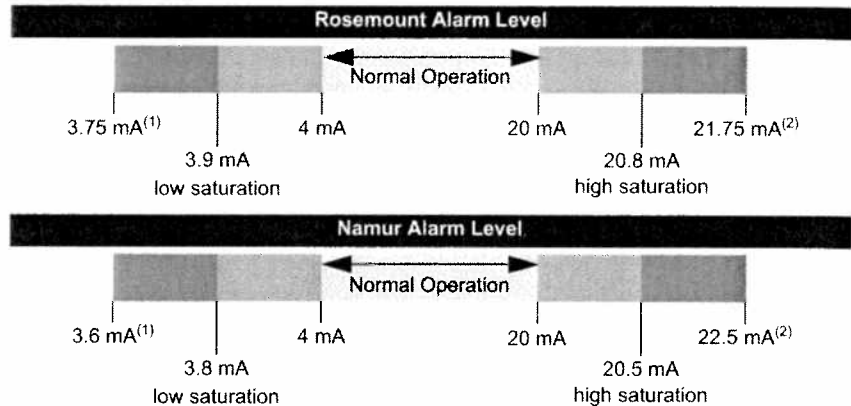 Rosemount Alarm Level
Normal Operation
3.75 mA(1) 4 mA 20 mA 21.75 mA(2)
3.9 mA 20.8 mA
low saturation high saturation
Namur Alarm Level
Normal Operation
3.6 mA(1) 4 mA 20 mA 22.5 mA(2)
3.8 mA 20.5 mA
low saturation high saturation